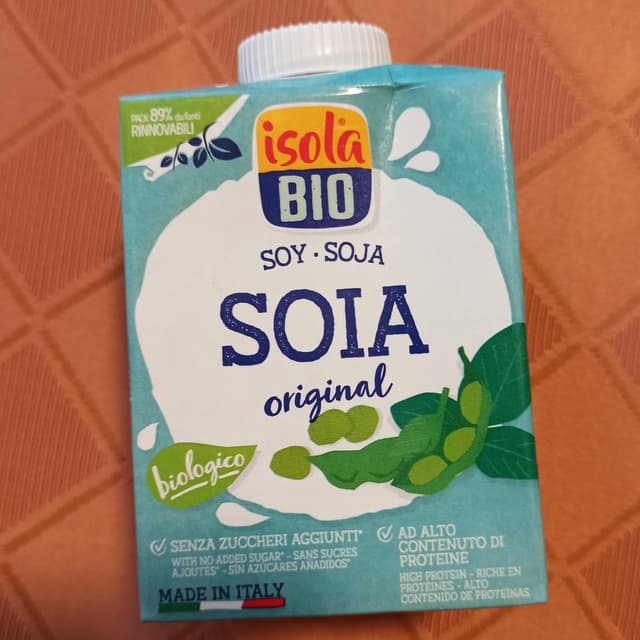 PACK 89% da fonti
RINNOVABILI
isola®
BIO
SOY · SOJA
SOIA
original
biologico
SENZA ZUCCHERI AGGIUNTI*
WITH NO ADDED SUGAR* - SANS SUCRES
AJOUTÉS* - SIN AZÚCARES AÑADIDOS*
MADE IN ITALY
AD ALTO
CONTENUTO DI
PROTEINE
HIGH PROTEIN - RICHE EN
PROTÉINES - ALTO
CONTENIDO DE PROTEÍNAS